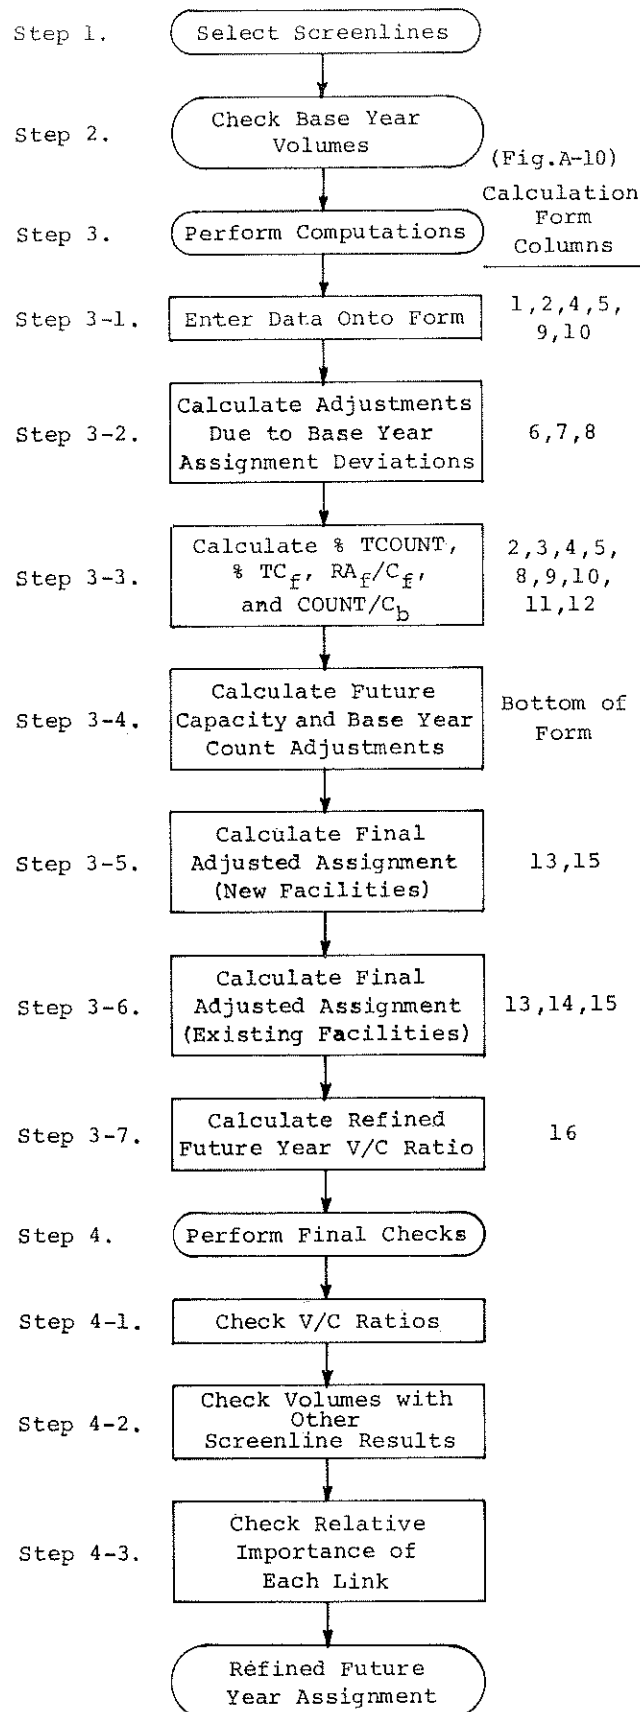 Step 1.
Select Screenlines
Step 2.
Check Base Year
Volumes
(Fig.A-10)
Calculation
Form
Columns
Step 3.
Perform Computations
Step 3-1.
Enter Data Onto Form
1,2,4,5,
9,10
Step 3-2.
Calculate Adjustments
Due to Base Year
Assignment Deviations
6,7,8
Step 3-3.
Calculate % TCOUNT,
% TCf, RAf/Cf,
and COUNT/Cb
2,3,4,5,
8,9,10,
11,12
Step 3-4.
Calculate Future
Capacity and Base Year
Count Adjustments
Bottom of
Form
Step 3-5.
Calculate Final
Adjusted Assignment
(New Facilities)
13,15
Step 3-6.
Calculate Final
Adjusted Assignment
(Existing Facilities)
13,14,15
Step 3-7.
Calculate Refined
Future Year V/C Ratio
16
Step 4.
Perform Final Checks
Step 4-1.
Check V/C Ratios
Step 4-2.
Check Volumes with
Other
Screenline Results
Step 4-3.
Check Relative
Importance of
Each Link
Refined Future
Year Assignment